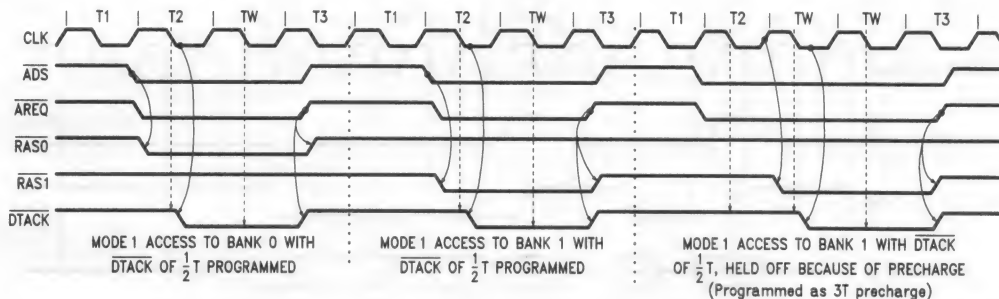 T1 T2 TW T3 T1 T2 TW T3 T1 T2 TW TW T3
CLK
ADS
AREQ
RAS0
RAS1
DTACK
MODE 1 ACCESS TO BANK 0 WITH
DTACK OF 1/2 T PROGRAMMED
MODE 1 ACCESS TO BANK 1 WITH
DTACK OF 1/2 T PROGRAMMED
MODE 1 ACCESS TO BANK 1 WITH DTACK
OF 1/2 T, HELD OFF BECAUSE OF PRECHARGE
(Programmed as 3T precharge)